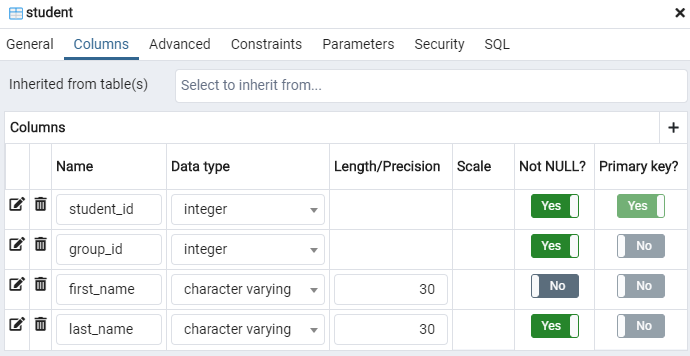 student
General Columns Advanced Constraints Parameters Security SQL
Inherited from table(s) Select to inherit from...
Columns
Name Data type Length/Precision Scale Not NULL? Primary key?
student_id integer Yes Yes
group_id integer Yes No
first_name character varying 30 No No
last_name character varying 30 Yes No